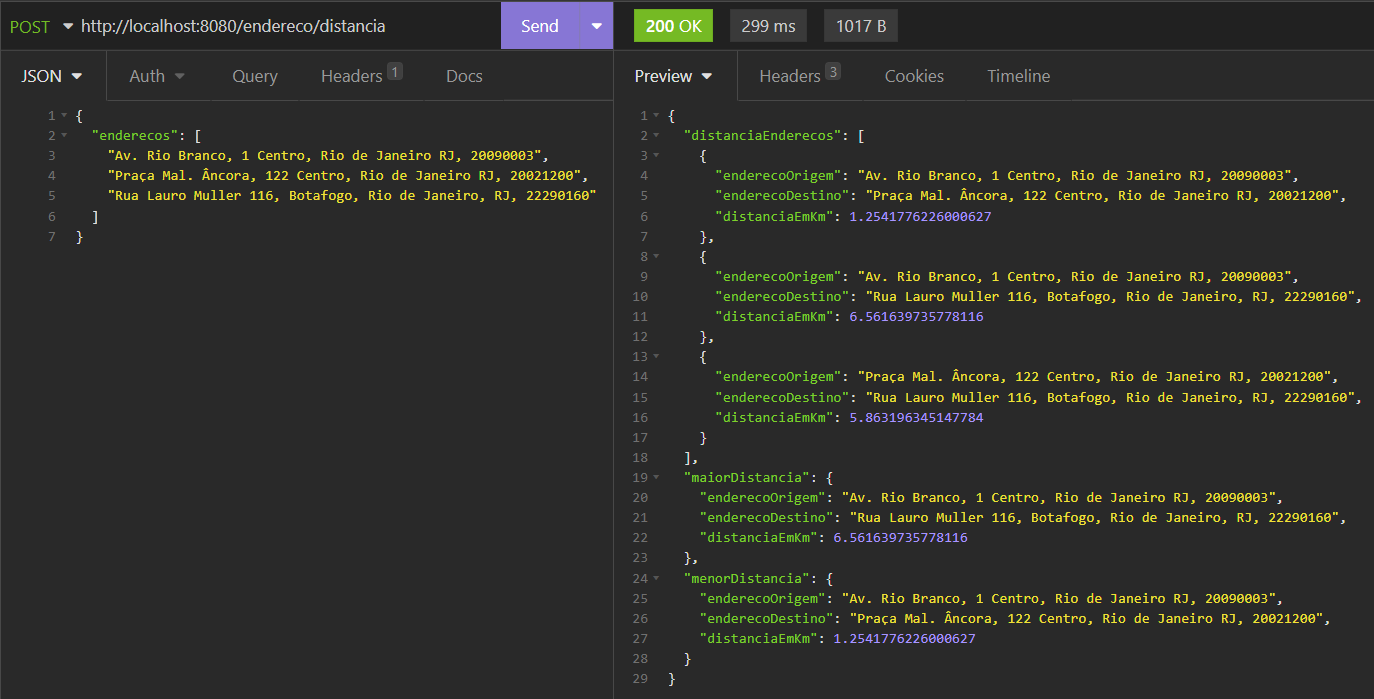 POST http://localhost:8080/endereco/distancia Send 200 OK 299 ms 1017 B
JSON Auth Query Headers 1 Docs
1 {
2 "enderecos": [
3 "Av. Rio Branco, 1 Centro, Rio de Janeiro RJ, 20090003",
4 "Praça Mal. Âncora, 122 Centro, Rio de Janeiro RJ, 20021200",
5 "Rua Lauro Muller 116, Botafogo, Rio de Janeiro, RJ, 22290160"
6 ]
7 }
Preview Headers 3 Cookies Timeline
1 {
2 "distanciaEnderecos": [
3 {
4 "enderecoOrigem": "Av. Rio Branco, 1 Centro, Rio de Janeiro RJ, 20090003",
5 "enderecoDestino": "Praça Mal. Âncora, 122 Centro, Rio de Janeiro RJ, 20021200",
6 "distanciaEmKm": 1.2541776226000627
7 },
8 {
9 "enderecoOrigem": "Av. Rio Branco, 1 Centro, Rio de Janeiro RJ, 20090003",
10 "enderecoDestino": "Rua Lauro Muller 116, Botafogo, Rio de Janeiro, RJ, 22290160",
11 "distanciaEmKm": 6.561639735778116
12 },
13 {
14 "enderecoOrigem": "Praça Mal. Âncora, 122 Centro, Rio de Janeiro RJ, 20021200",
15 "enderecoDestino": "Rua Lauro Muller 116, Botafogo, Rio de Janeiro, RJ, 22290160",
16 "distanciaEmKm": 5.863196345147784
17 }
18 ],
19 "maiorDistancia": {
20 "enderecoOrigem": "Av. Rio Branco, 1 Centro, Rio de Janeiro RJ, 20090003",
21 "enderecoDestino": "Rua Lauro Muller 116, Botafogo, Rio de Janeiro, RJ, 22290160",
22 "distanciaEmKm": 6.561639735778116
23 },
24 "menorDistancia": {
25 "enderecoOrigem": "Av. Rio Branco, 1 Centro, Rio de Janeiro RJ, 20090003",
26 "enderecoDestino": "Praça Mal. Âncora, 122 Centro, Rio de Janeiro RJ, 20021200",
27 "distanciaEmKm": 1.2541776226000627
28 }
29 }